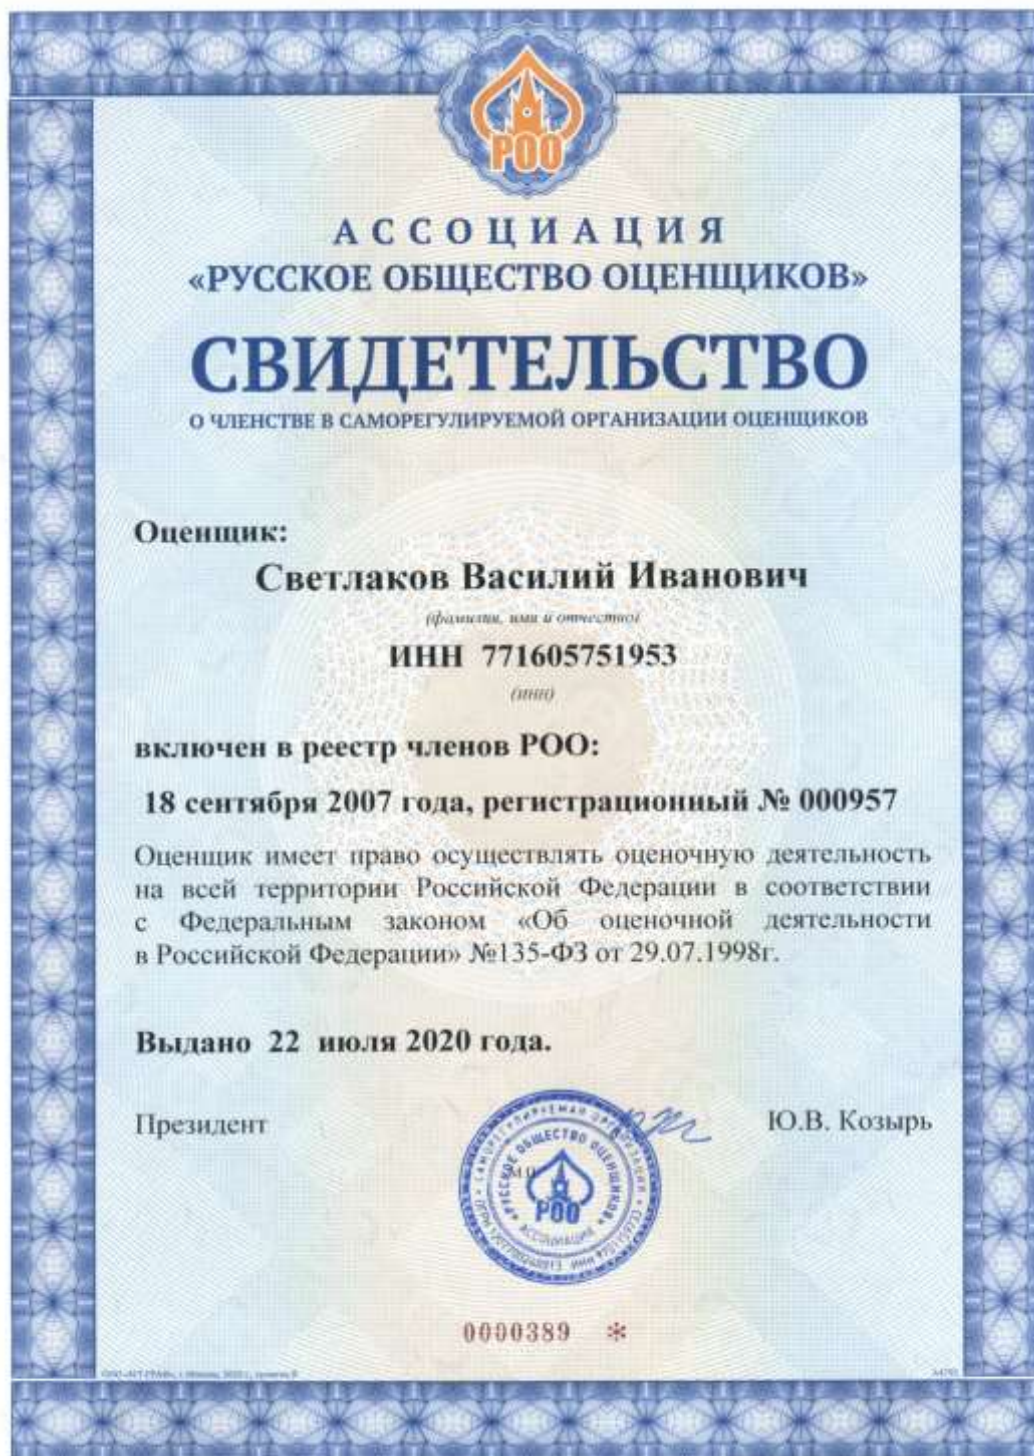 РОО
АССОЦИАЦИЯ
«РУССКОЕ ОБЩЕСТВО ОЦЕНЩИКОВ»
СВИДЕТЕЛЬСТВО
О ЧЛЕНСТВЕ В САМОРЕГУЛИРУЕМОЙ ОРГАНИЗАЦИИ ОЦЕНЩИКОВ
Оценщик:
Светлаков Василий Иванович
(фамилия, имя и отчество)
ИНН 771605751953
(инн)
включен в реестр членов РОО:
18 сентября 2007 года, регистрационный № 000957
Оценщик имеет право осуществлять оценочную деятельность
на всей территории Российской Федерации в соответствии
с Федеральным законом «Об оценочной деятельности
в Российской Федерации» №135-ФЗ от 29.07.1998г.
Выдано 22 июля 2020 года.
Президент
Ю.В. Козырь
САМОРЕГУЛИРУЕМАЯ ОРГАНИЗАЦИЯ
«РУССКОЕ ОБЩЕСТВО ОЦЕНЩИКОВ»
РОО
АССОЦИАЦИЯ
0000389 *